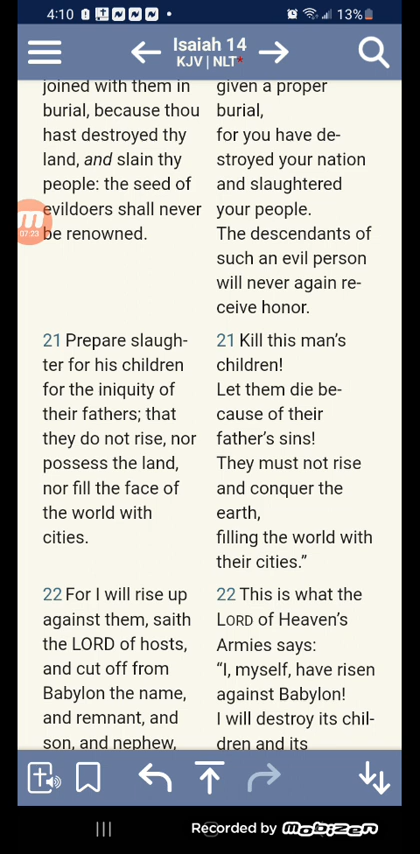 4:10
13%
Isaiah 14
KJV | NLT*
joined with them in
burial, because thou
hast destroyed thy
land, and slain thy
people: the seed of
evildoers shall never
be renowned.
07:23
given a proper
burial,
for you have de-
stroyed your nation
and slaughtered
your people.
The descendants of
such an evil person
will never again re-
ceive honor.
21 Prepare slaugh-
ter for his children
for the iniquity of
their fathers; that
they do not rise, nor
possess the land,
nor fill the face of
the world with
cities.
21 Kill this man’s
children!
Let them die be-
cause of their
father’s sins!
They must not rise
and conquer the
earth,
filling the world with
their cities.”
22 For I will rise up
against them, saith
the LORD of hosts,
and cut off from
Babylon the name,
and remnant, and
son, and nephew,
22 This is what the
LORD of Heaven’s
Armies says:
“I, myself, have risen
against Babylon!
I will destroy its chil-
dren and its
Recorded by mobizen